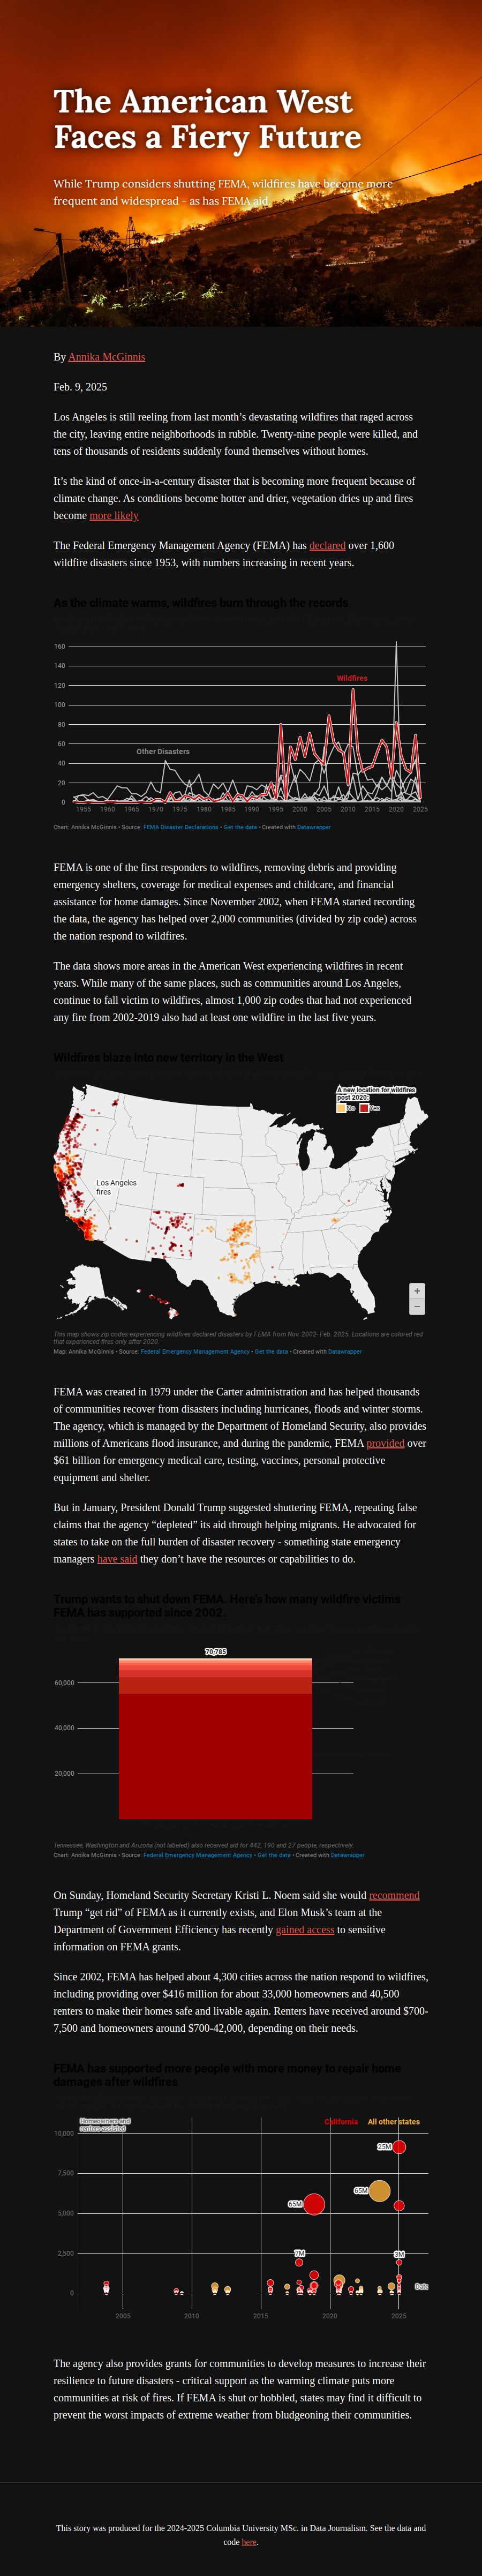 The American West
Faces a Fiery Future
While Trump considers shutting FEMA, wildfires have become more
frequent and widespread - as has FEMA aid
By Annika McGinnis
Feb. 9, 2025
Los Angeles is still reeling from last month’s devastating wildfires that raged across
the city, leaving entire neighborhoods in rubble. Twenty-nine people were killed, and
tens of thousands of residents suddenly found themselves without homes.
It’s the kind of once-in-a-century disaster that is becoming more frequent because of
climate change. As conditions become hotter and drier, vegetation dries up and fires
become more likely
The Federal Emergency Management Agency (FEMA) has declared over 1,600
wildfire disasters since 1953, with numbers increasing in recent years.
As the climate warms, wildfires burn through the records
160
140
120
100
80
60
40
20
0
Wildfires
Other Disasters
1955 1960 1965 1970 1975 1980 1985 1990 1995 2000 2005 2010 2015 2020 2025
Chart: Annika McGinnis • Source: FEMA Disaster Declarations • Get the data • Created with Datawrapper
FEMA is one of the first responders to wildfires, removing debris and providing
emergency shelters, coverage for medical expenses and childcare, and financial
assistance for home damages. Since November 2002, when FEMA started recording
the data, the agency has helped over 2,000 communities (divided by zip code) across
the nation respond to wildfires.
The data shows more areas in the American West experiencing wildfires in recent
years. While many of the same places, such as communities around Los Angeles,
continue to fall victim to wildfires, almost 1,000 zip codes that had not experienced
any fire from 2002-2019 also had at least one wildfire in the last five years.
Wildfires blaze into new territory in the West
A new location for wildfires
post 2020:
No Yes
Los Angeles
fires
+
−
This map shows zip codes experiencing wildfires declared disasters by FEMA from Nov. 2002- Feb. 2025. Locations are colored red
that experienced fires only after 2020.
Map: Annika McGinnis • Source: Federal Emergency Management Agency • Get the data • Created with Datawrapper
FEMA was created in 1979 under the Carter administration and has helped thousands
of communities recover from disasters including hurricanes, floods and winter storms.
The agency, which is managed by the Department of Homeland Security, also provides
millions of Americans flood insurance, and during the pandemic, FEMA provided over
$61 billion for emergency medical care, testing, vaccines, personal protective
equipment and shelter.
But in January, President Donald Trump suggested shuttering FEMA, repeating false
claims that the agency “depleted” its aid through helping migrants. He advocated for
states to take on the full burden of disaster recovery - something state emergency
managers have said they don’t have the resources or capabilities to do.
Trump wants to shut down FEMA. Here’s how many wildfire victims
FEMA has supported since 2002.
70,785
60,000
40,000
20,000
Tennessee, Washington and Arizona (not labeled) also received aid for 442, 190 and 27 people, respectively.
Chart: Annika McGinnis • Source: Federal Emergency Management Agency • Get the data • Created with Datawrapper
On Sunday, Homeland Security Secretary Kristi L. Noem said she would recommend
Trump “get rid” of FEMA as it currently exists, and Elon Musk’s team at the
Department of Government Efficiency has recently gained access to sensitive
information on FEMA grants.
Since 2002, FEMA has helped about 4,300 cities across the nation respond to wildfires,
including providing over $416 million for about 33,000 homeowners and 40,500
renters to make their homes safe and livable again. Renters have received around $700-
7,500 and homeowners around $700-42,000, depending on their needs.
FEMA has supported more people with more money to repair home
damages after wildfires
Homeowners and
renters assisted
California All other states
10,000
25M
7,500
65M
65M
5,000
2,500
7M
3M
0
Date
2005 2010 2015 2020 2025
The agency also provides grants for communities to develop measures to increase their
resilience to future disasters - critical support as the warming climate puts more
communities at risk of fires. If FEMA is shut or hobbled, states may find it difficult to
prevent the worst impacts of extreme weather from bludgeoning their communities.
This story was produced for the 2024-2025 Columbia University MSc. in Data Journalism. See the data and
code here.